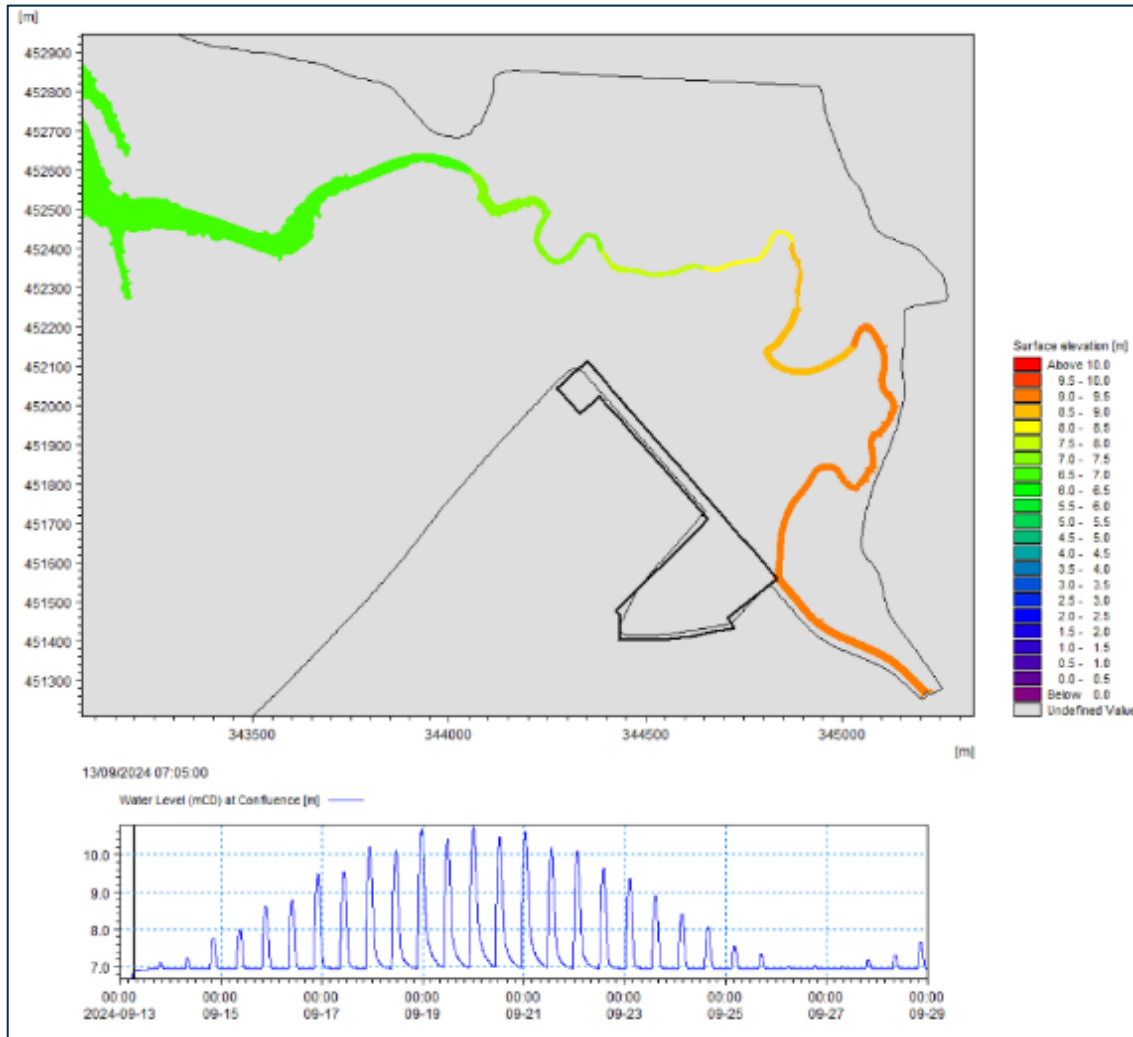 [m]
452900
452800
452700
452600
452500
452400
452300
452200
452100
452000
451900
451800
451700
451600
451500
451400
451300
343500 344000 344500 345000
[m]
Surface elevation [m]
Above 10.0
9.5 - 10.0
9.0 - 9.5
8.5 - 9.0
8.0 - 8.5
7.5 - 8.0
7.0 - 7.5
6.5 - 7.0
6.0 - 6.5
5.5 - 6.0
5.0 - 5.5
4.5 - 5.0
4.0 - 4.5
3.5 - 4.0
3.0 - 3.5
2.5 - 3.0
2.0 - 2.5
1.5 - 2.0
1.0 - 1.5
0.5 - 1.0
0.0 - 0.5
Below 0.0
Undefined Value
13/09/2024 07:05:00
Water Level (mCD) at Confluence [m]
10.0
9.0
8.0
7.0
00:00 00:00 00:00 00:00 00:00 00:00 00:00 00:00 00:00
2024-09-13 09-15 09-17 09-19 09-21 09-23 09-25 09-27 09-29